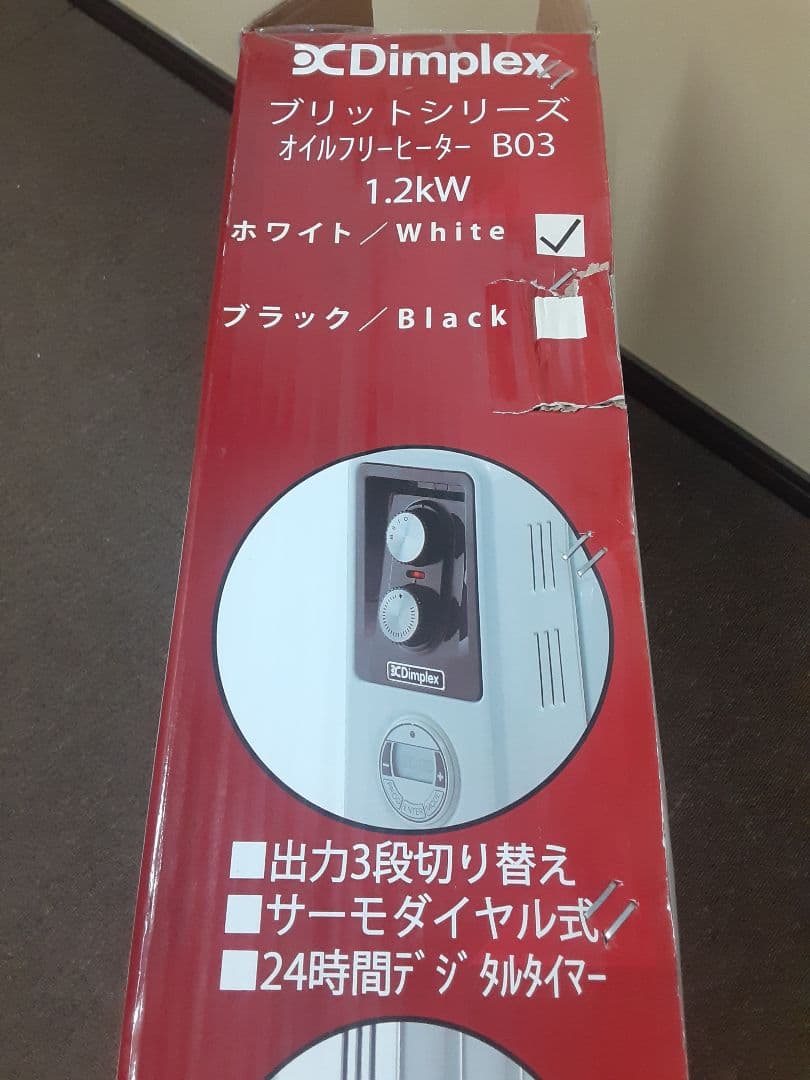 Dimplex
ブリットシリーズ
オイルフリーヒーター B03
1.2kW
ホワイト／White
ブラック／Black
Dimplex
ENTER
■出力3段切り替え
■サーモダイヤル式
■24時間デジタルタイマー